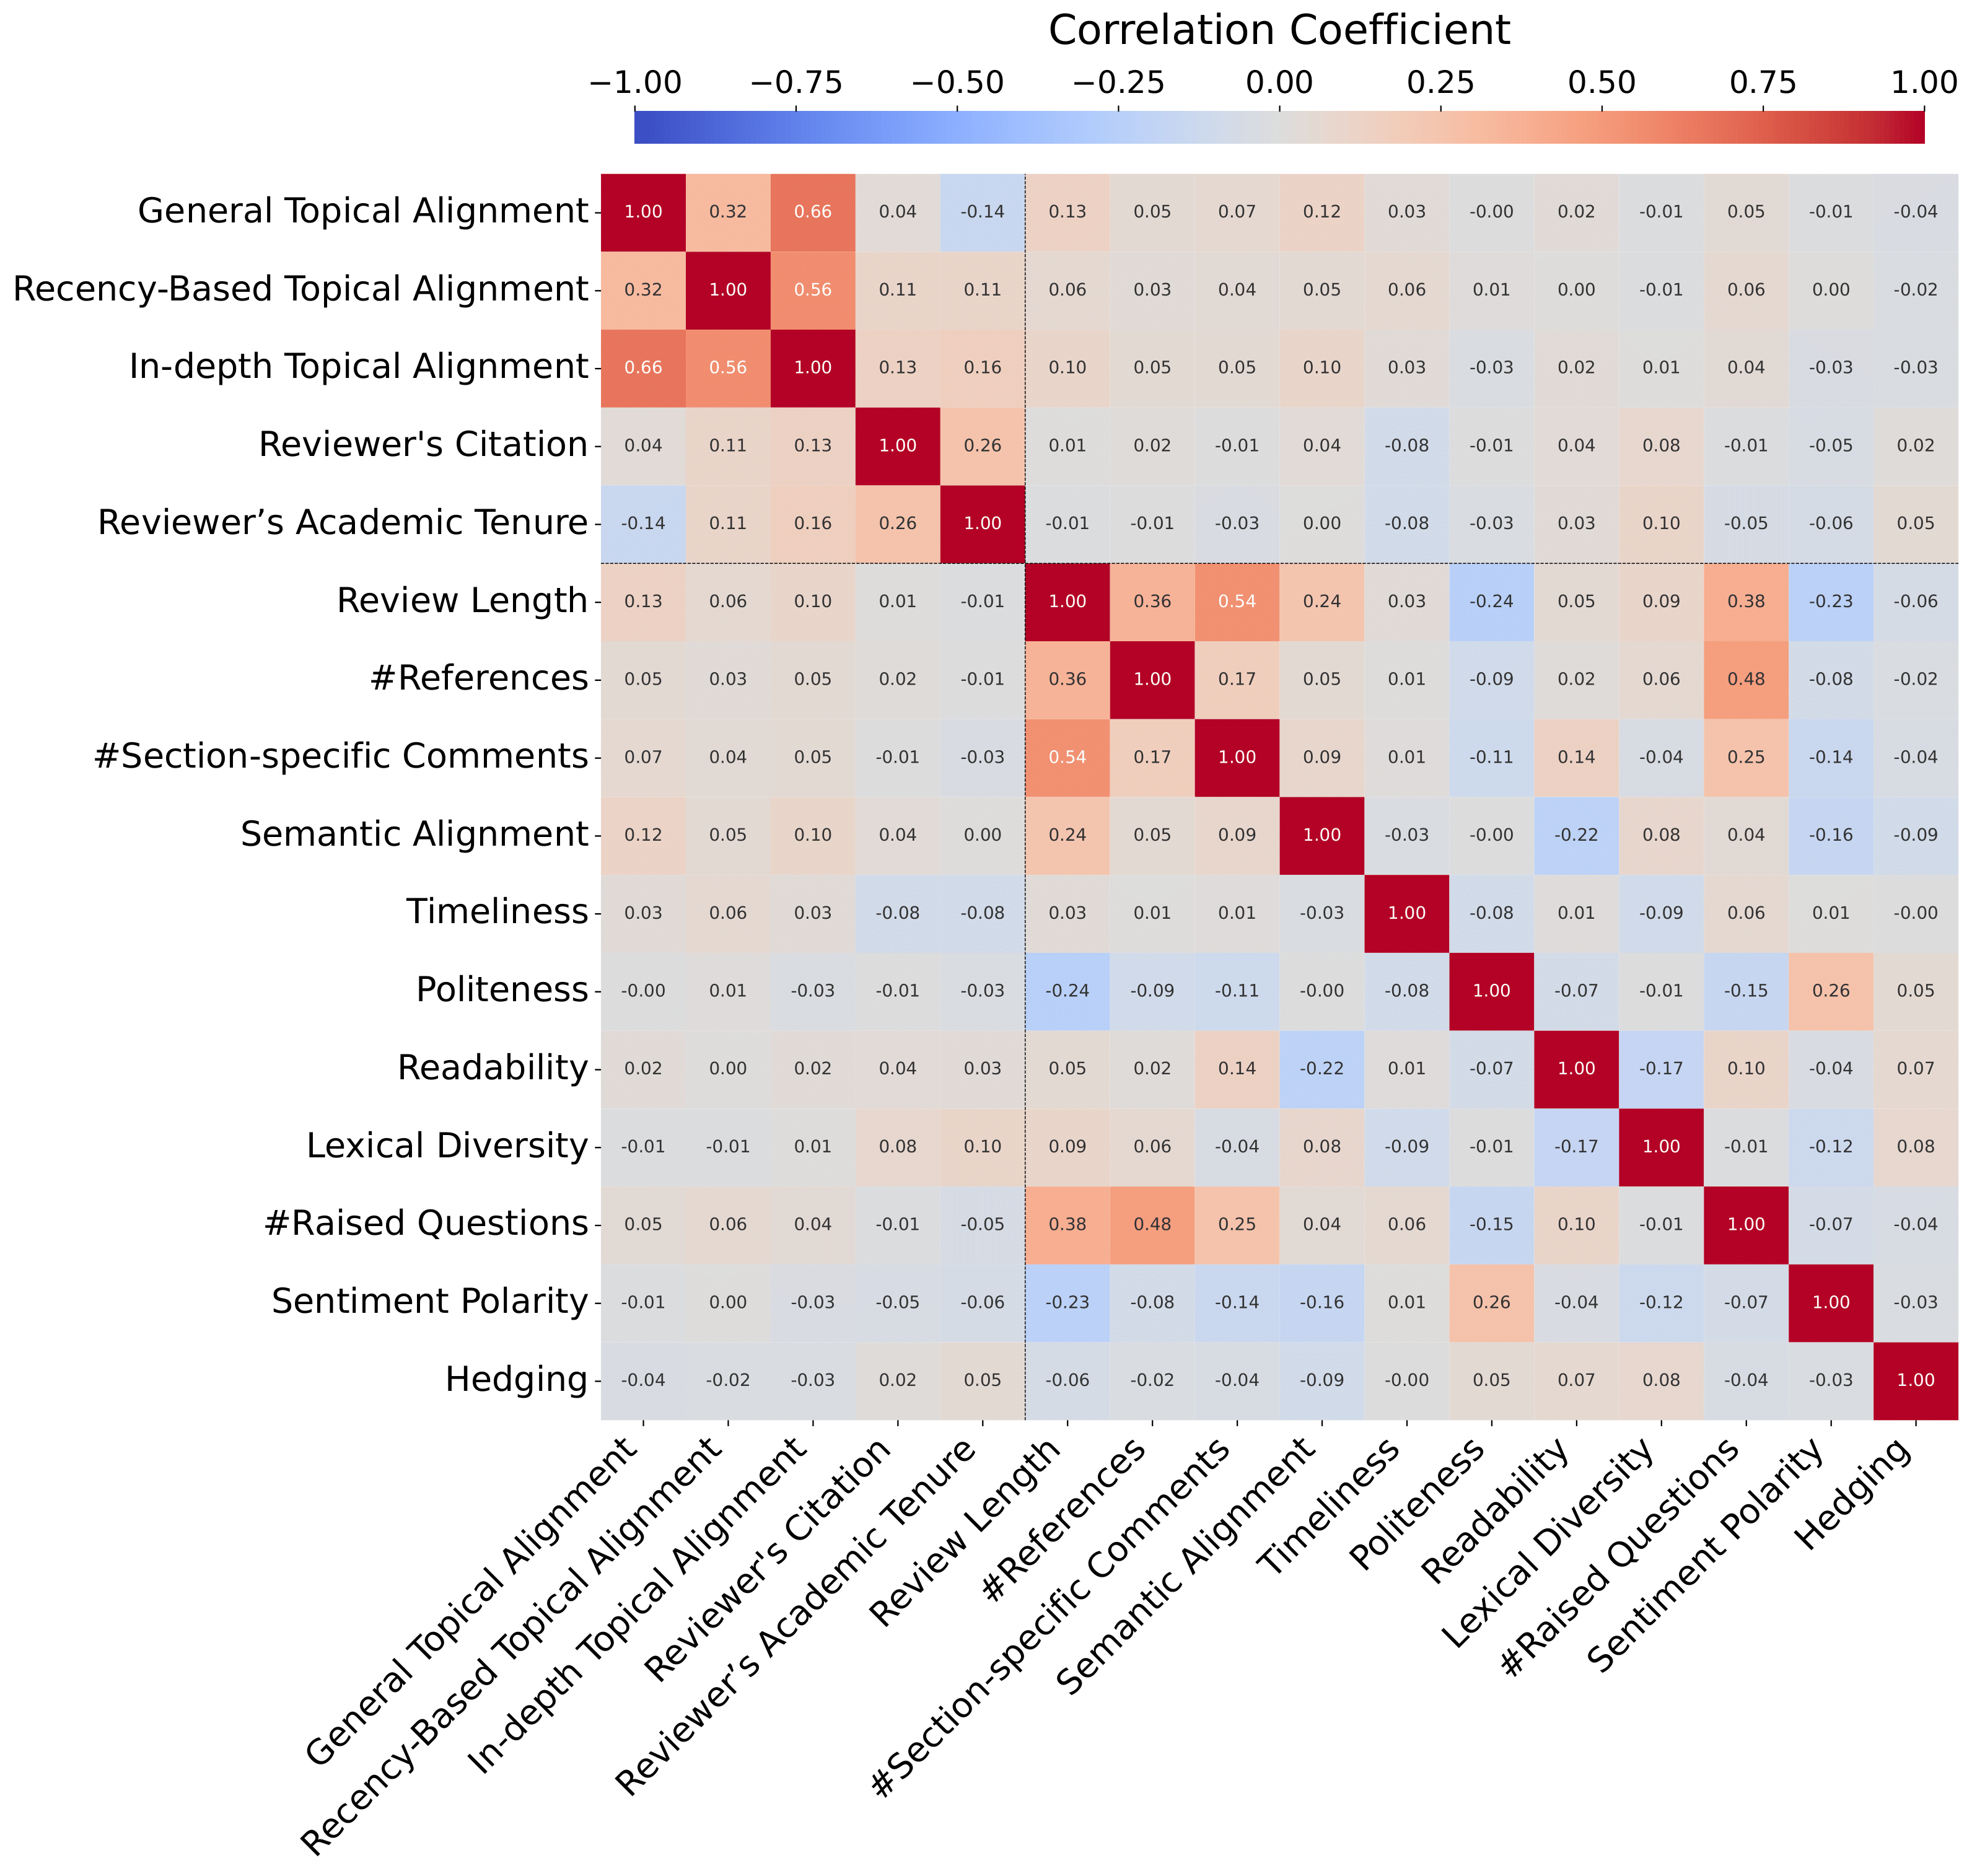 Correlation Coefficient
−1.00 −0.75 −0.50 −0.25 0.00 0.25 0.50 0.75 1.00
General Topical Alignment 1.00 0.32 0.66 0.04 -0.14 0.13 0.05 0.07 0.12 0.03 -0.00 0.02 -0.01 0.05 -0.01 -0.04
Recency-Based Topical Alignment 0.32 1.00 0.56 0.11 0.11 0.06 0.03 0.04 0.05 0.06 0.01 0.00 -0.01 0.06 0.00 -0.02
In-depth Topical Alignment 0.66 0.56 1.00 0.13 0.16 0.10 0.05 0.05 0.10 0.03 -0.03 0.02 0.01 0.04 -0.03 -0.03
Reviewer's Citation 0.04 0.11 0.13 1.00 0.26 0.01 0.02 -0.01 0.04 -0.08 -0.01 0.04 0.08 -0.01 -0.05 0.02
Reviewer’s Academic Tenure -0.14 0.11 0.16 0.26 1.00 -0.01 -0.01 -0.03 0.00 -0.08 -0.03 0.03 0.10 -0.05 -0.06 0.05
Review Length 0.13 0.06 0.10 0.01 -0.01 1.00 0.36 0.54 0.24 0.03 -0.24 0.05 0.09 0.38 -0.23 -0.06
#References 0.05 0.03 0.05 0.02 -0.01 0.36 1.00 0.17 0.05 0.01 -0.09 0.02 0.06 0.48 -0.08 -0.02
#Section-specific Comments 0.07 0.04 0.05 -0.01 -0.03 0.54 0.17 1.00 0.09 0.01 -0.11 0.14 -0.04 0.25 -0.14 -0.04
Semantic Alignment 0.12 0.05 0.10 0.04 0.00 0.24 0.05 0.09 1.00 -0.03 -0.00 -0.22 0.08 0.04 -0.16 -0.09
Timeliness 0.03 0.06 0.03 -0.08 -0.08 0.03 0.01 0.01 -0.03 1.00 -0.08 0.01 -0.09 0.06 0.01 -0.00
Politeness -0.00 0.01 -0.03 -0.01 -0.03 -0.24 -0.09 -0.11 -0.00 -0.08 1.00 -0.07 -0.01 -0.15 0.26 0.05
Readability 0.02 0.00 0.02 0.04 0.03 0.05 0.02 0.14 -0.22 0.01 -0.07 1.00 -0.17 0.10 -0.04 0.07
Lexical Diversity -0.01 -0.01 0.01 0.08 0.10 0.09 0.06 -0.04 0.08 -0.09 -0.01 -0.17 1.00 -0.01 -0.12 0.08
#Raised Questions 0.05 0.06 0.04 -0.01 -0.05 0.38 0.48 0.25 0.04 0.06 -0.15 0.10 -0.01 1.00 -0.07 -0.04
Sentiment Polarity -0.01 0.00 -0.03 -0.05 -0.06 -0.23 -0.08 -0.14 -0.16 0.01 0.26 -0.04 -0.12 -0.07 1.00 -0.03
Hedging -0.04 -0.02 -0.03 0.02 0.05 -0.06 -0.02 -0.04 -0.09 -0.00 0.05 0.07 0.08 -0.04 -0.03 1.00
General Topical Alignment
Recency-Based Topical Alignment
In-depth Topical Alignment
Reviewer's Citation
Reviewer’s Academic Tenure
Review Length
#References
#Section-specific Comments
Semantic Alignment
Timeliness
Politeness
Readability
Lexical Diversity
#Raised Questions
Sentiment Polarity
Hedging